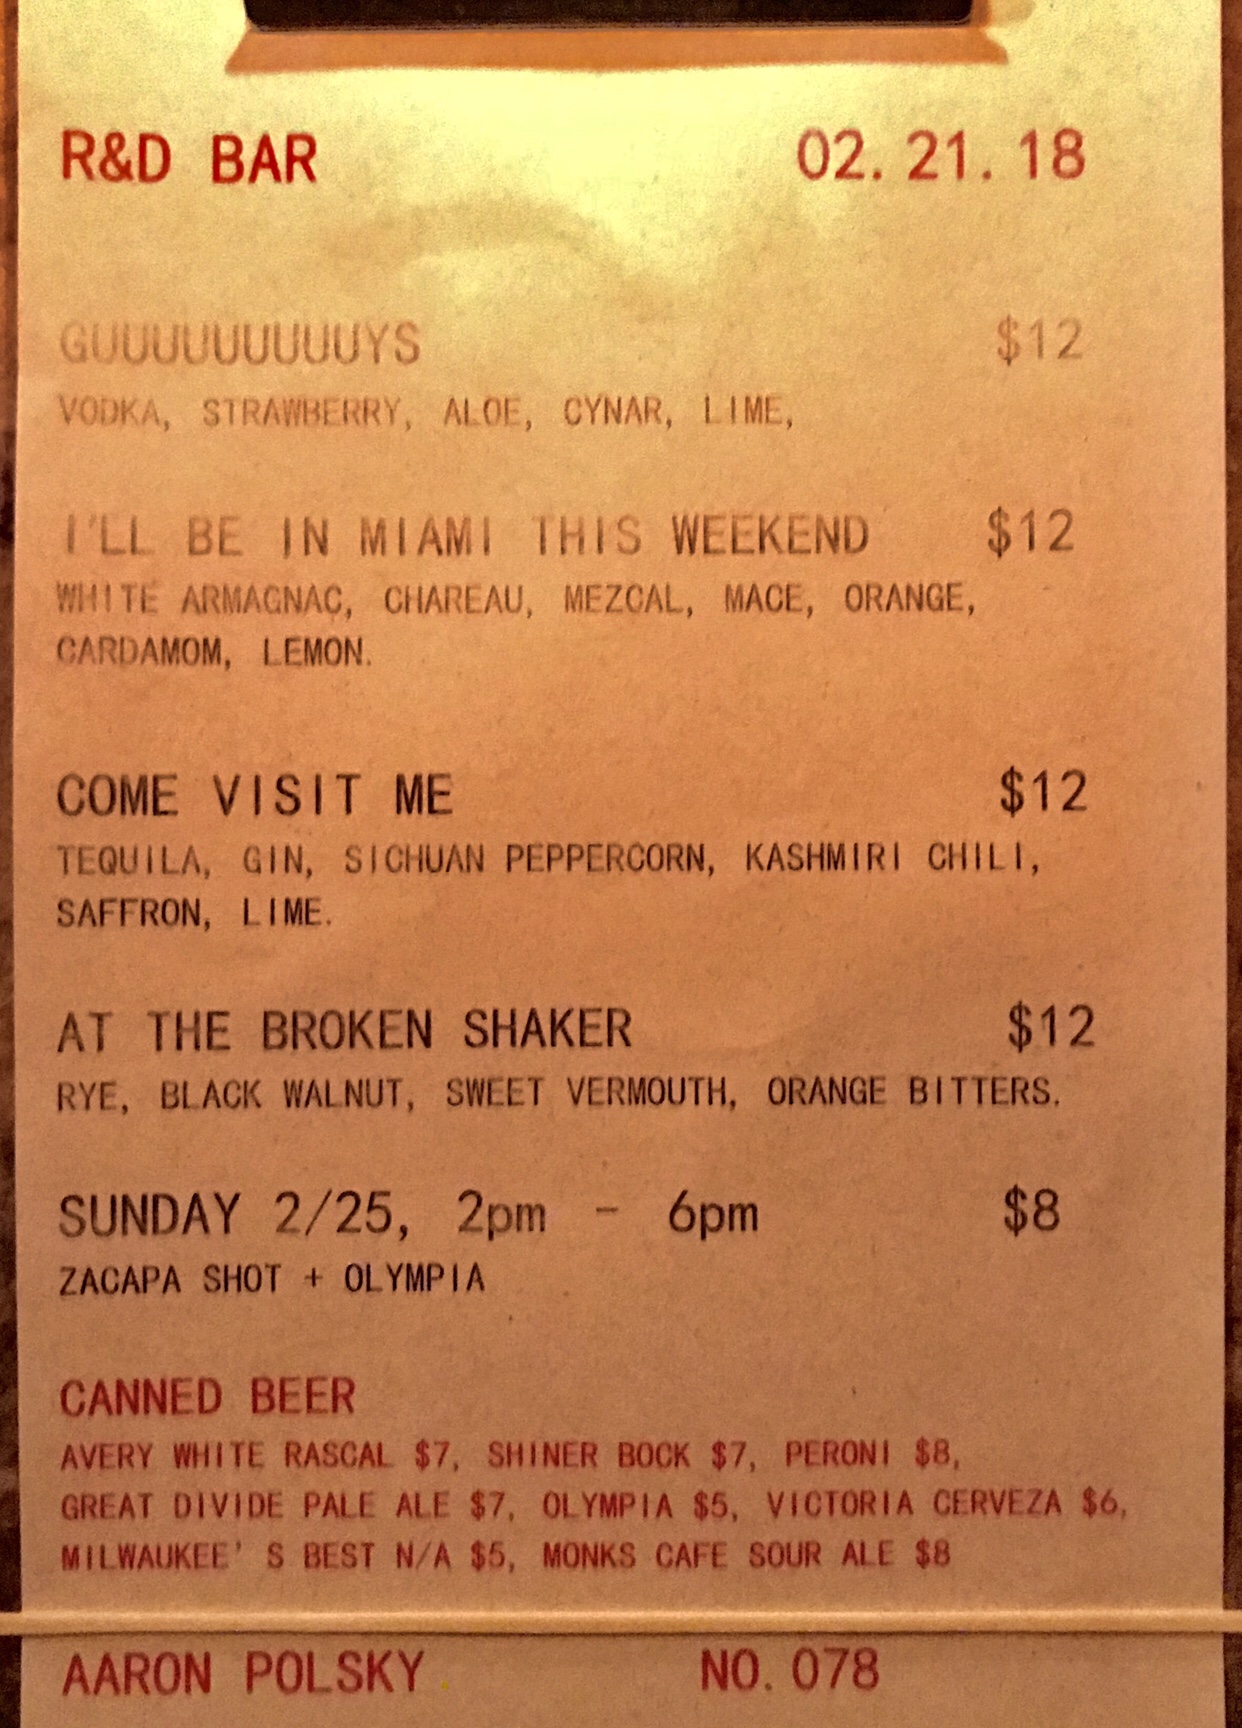 R&D BAR 02.21.18
GUUUUUUUUUYS $12
VODKA, STRAWBERRY, ALOE, CYNAR, LIME,
I'LL BE IN MIAMI THIS WEEKEND $12
WHITE ARMAGNAC, CHAREAU, MEZCAL, MACE, ORANGE,
CARDAMOM, LEMON.
COME VISIT ME $12
TEQUILA, GIN, SICHUAN PEPPERCORN, KASHMIRI CHILI,
SAFFRON, LIME.
AT THE BROKEN SHAKER $12
RYE, BLACK WALNUT, SWEET VERMOUTH, ORANGE BITTERS.
SUNDAY 2/25, 2pm - 6pm $8
ZACAPA SHOT + OLYMPIA
CANNED BEER
AVERY WHITE RASCAL $7, SHINER BOCK $7, PERONI $8,
GREAT DIVIDE PALE ALE $7, OLYMPIA $5, VICTORIA CERVEZA $6,
MILWAUKEE'S BEST N/A $5, MONKS CAFE SOUR ALE $8
AARON POLSKY NO. 078